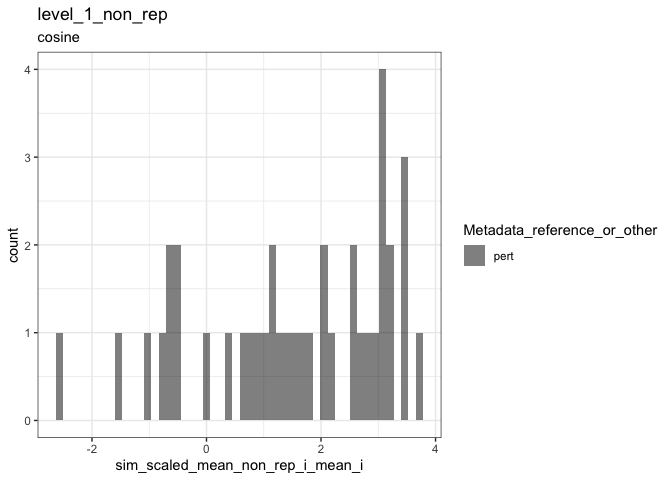 level_1_non_rep
cosine
4
3
2
1
0
count
-2
0
2
4
sim_scaled_mean_non_rep_i_mean_i
Metadata_reference_or_other
pert